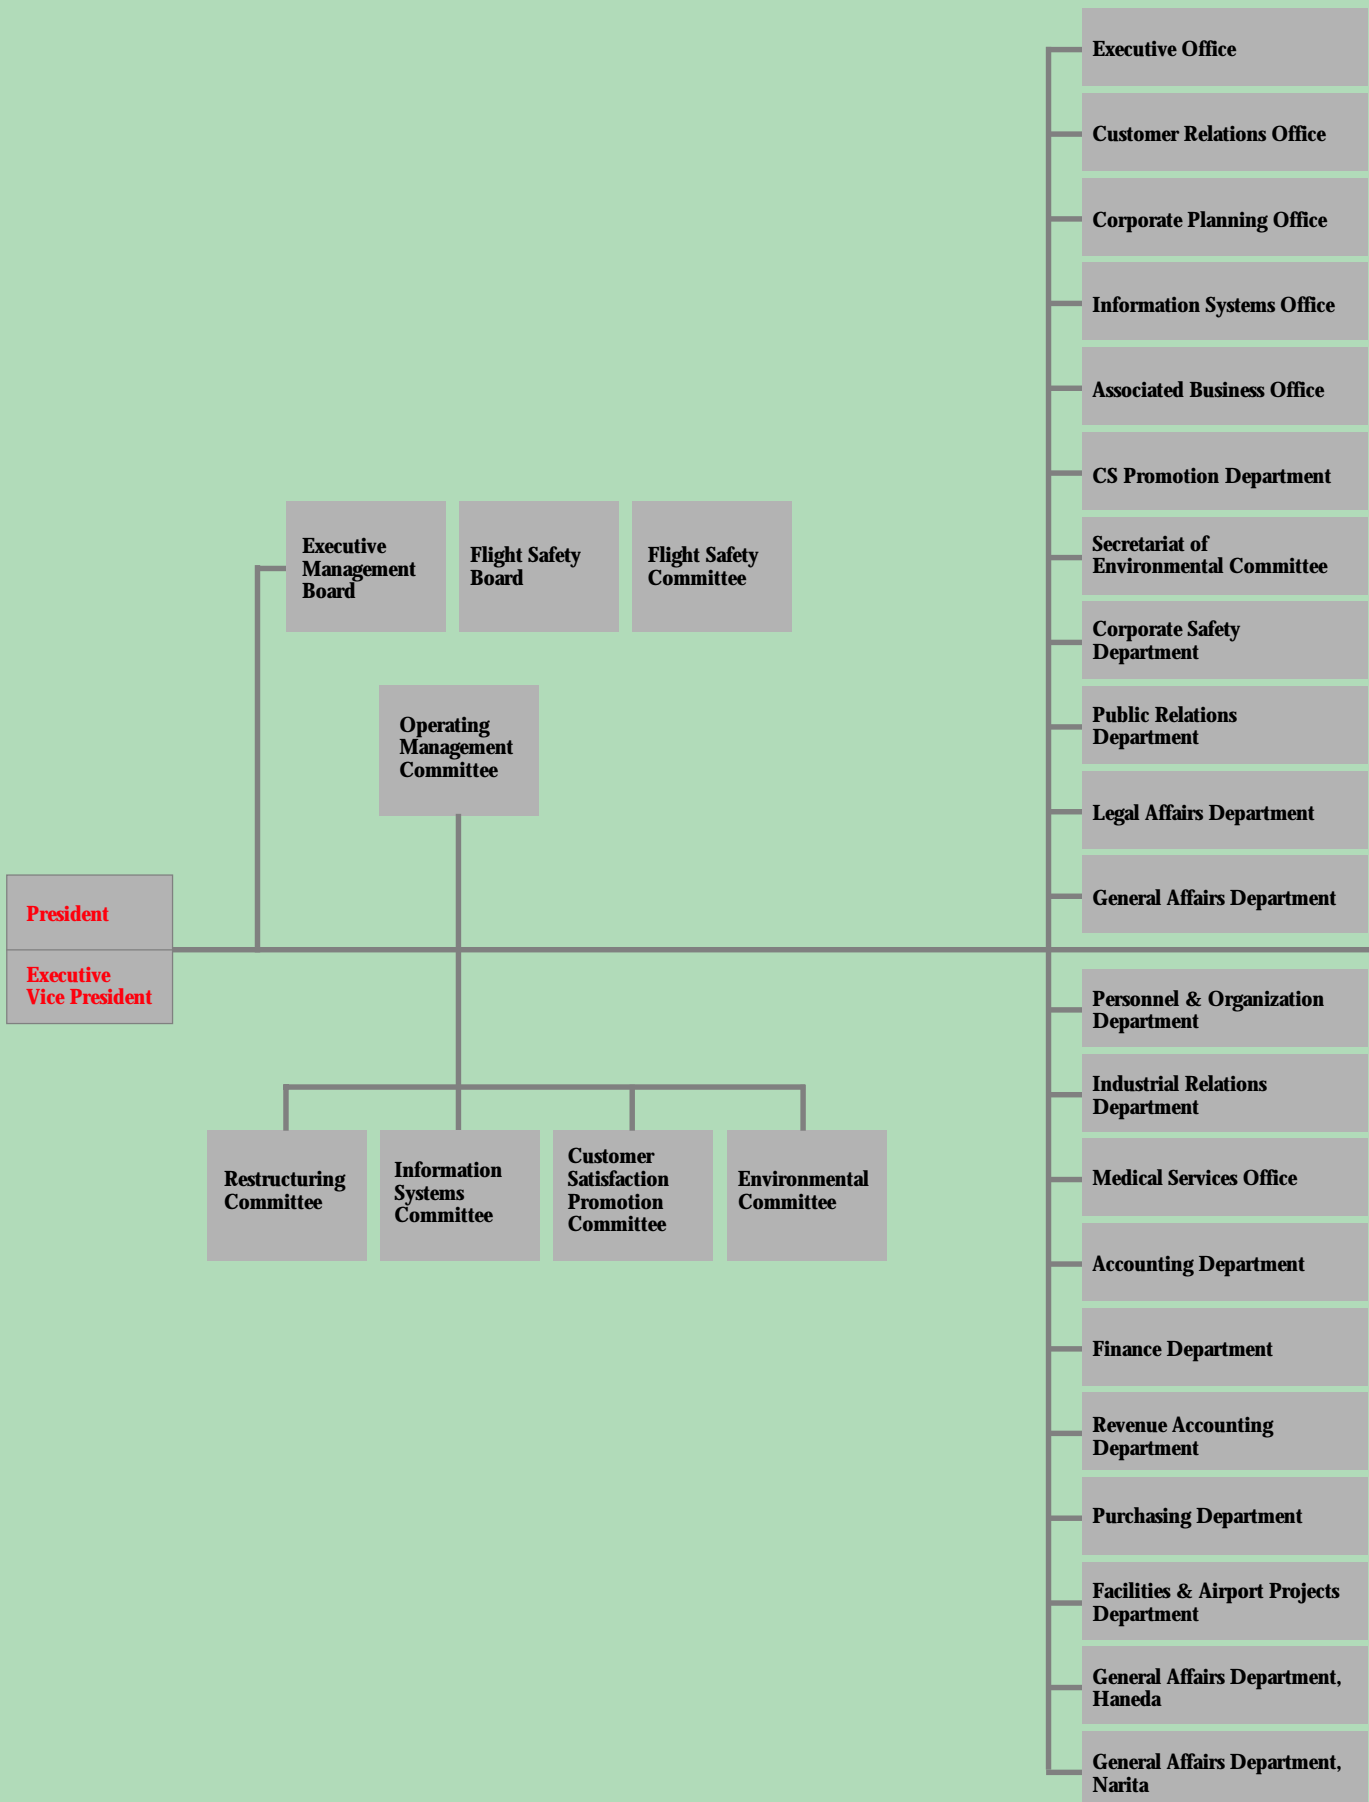 Executive Office
Customer Relations Office
Corporate Planning Office
Information Systems Office
Associated Business Office
CS Promotion Department
Executive
Management
Board
Flight Safety
Board
Flight Safety
Committee
Secretariat of
Environmental Committee
Corporate Safety
Department
Operating
Management
Committee
Public Relations
Department
Legal Affairs Department
General Affairs Department
President
Executive
Vice President
Personnel & Organization
Department
Industrial Relations
Department
Restructuring
Committee
Information
Systems
Committee
Customer
Satisfaction
Promotion
Committee
Environmental
Committee
Medical Services Office
Accounting Department
Finance Department
Revenue Accounting
Department
Purchasing Department
Facilities & Airport Projects
Department
General Affairs Department,
Haneda
General Affairs Department,
Narita